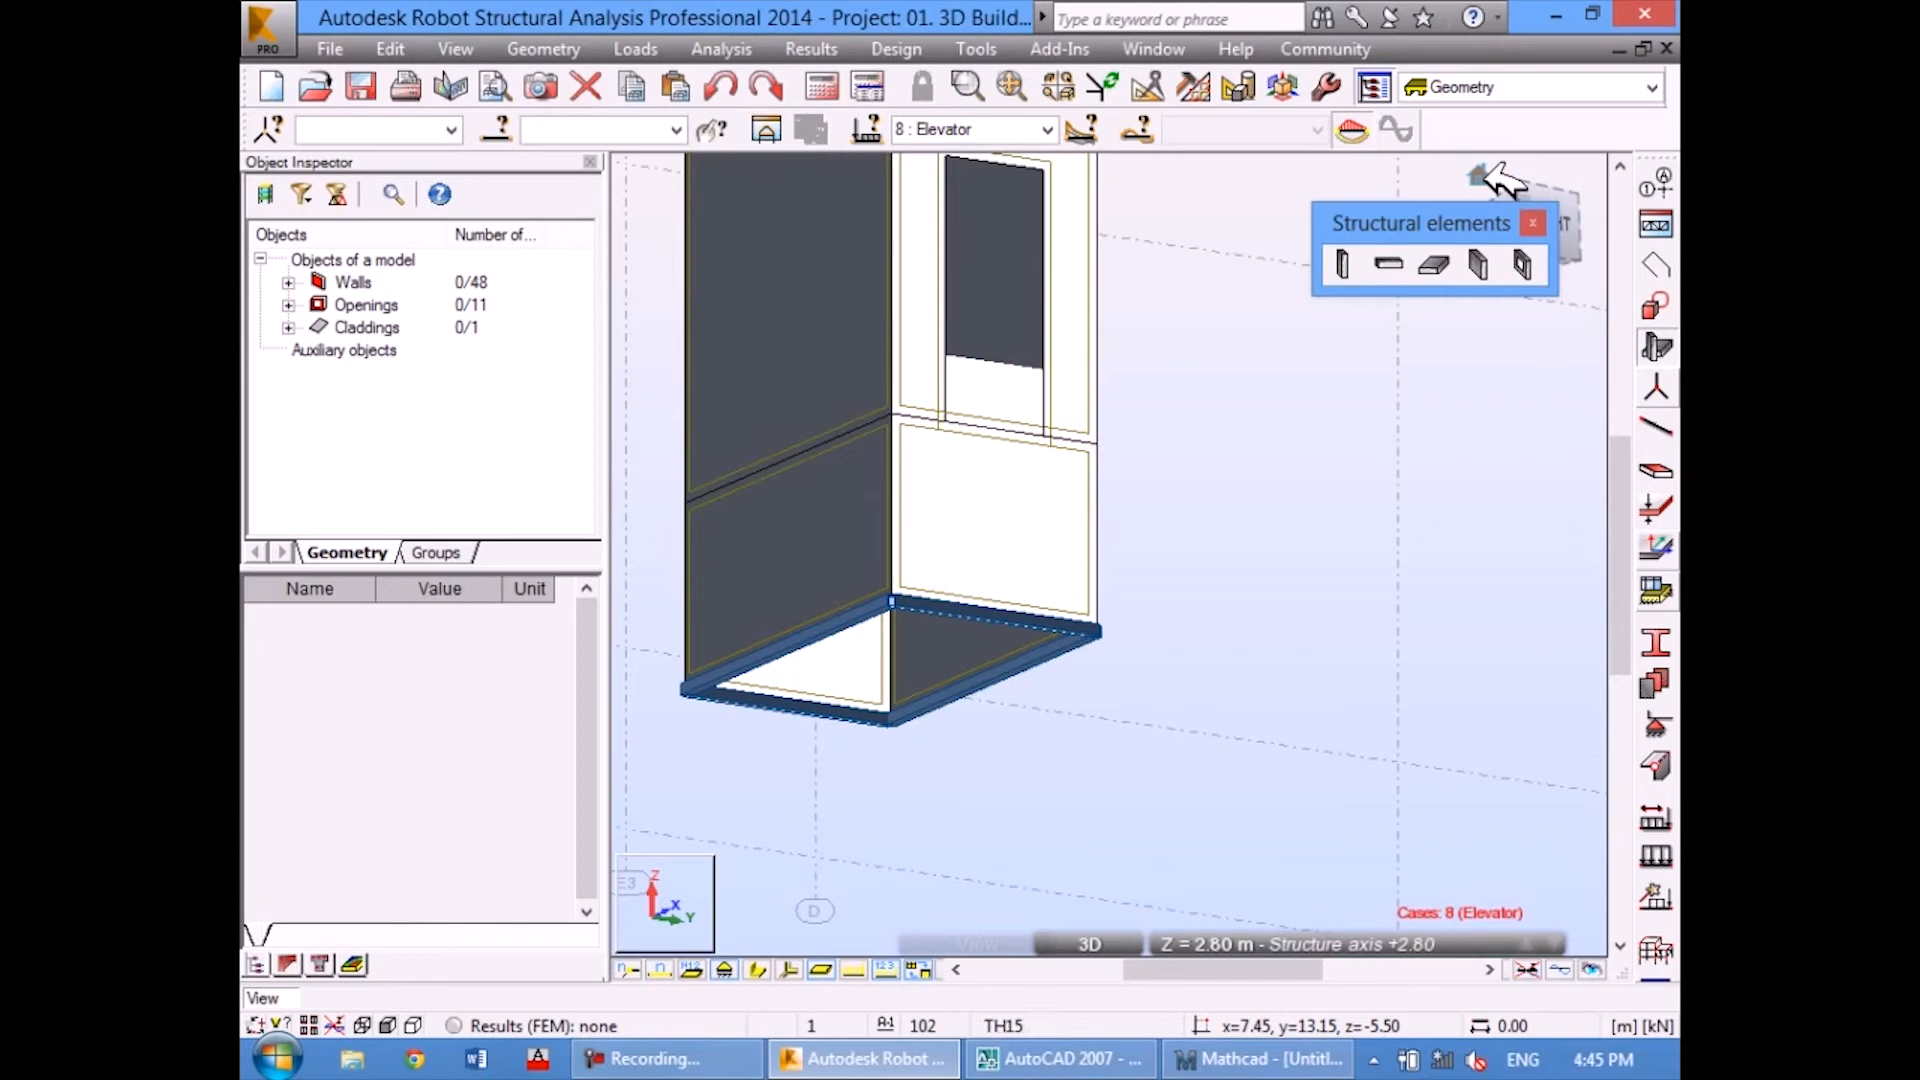 PRO
Autodesk Robot Structural Analysis Professional 2014 - Project: 01. 3D Build...
Type a keyword or phrase
File Edit View Geometry Loads Analysis Results Design Tools Add-Ins Window Help Community
Geometry
8 : Elevator
Object Inspector
Objects Number of...
Objects of a model
Walls 0/48
Openings 0/11
Claddings 0/1
Auxiliary objects
Geometry Groups
Name Value Unit
Structural elements
D
Z
X
Y
Cases: 8 (Elevator)
View 3D Z = 2.80 m - Structure axis +2.80
View
Results (FEM): none 1 102 TH15 x=7.45, y=13.15, z=-5.50 0.00 [m] [kN]
Recording... Autodesk Robot ... AutoCAD 2007 - ... Mathcad - [Untitl... ENG 4:45 PM